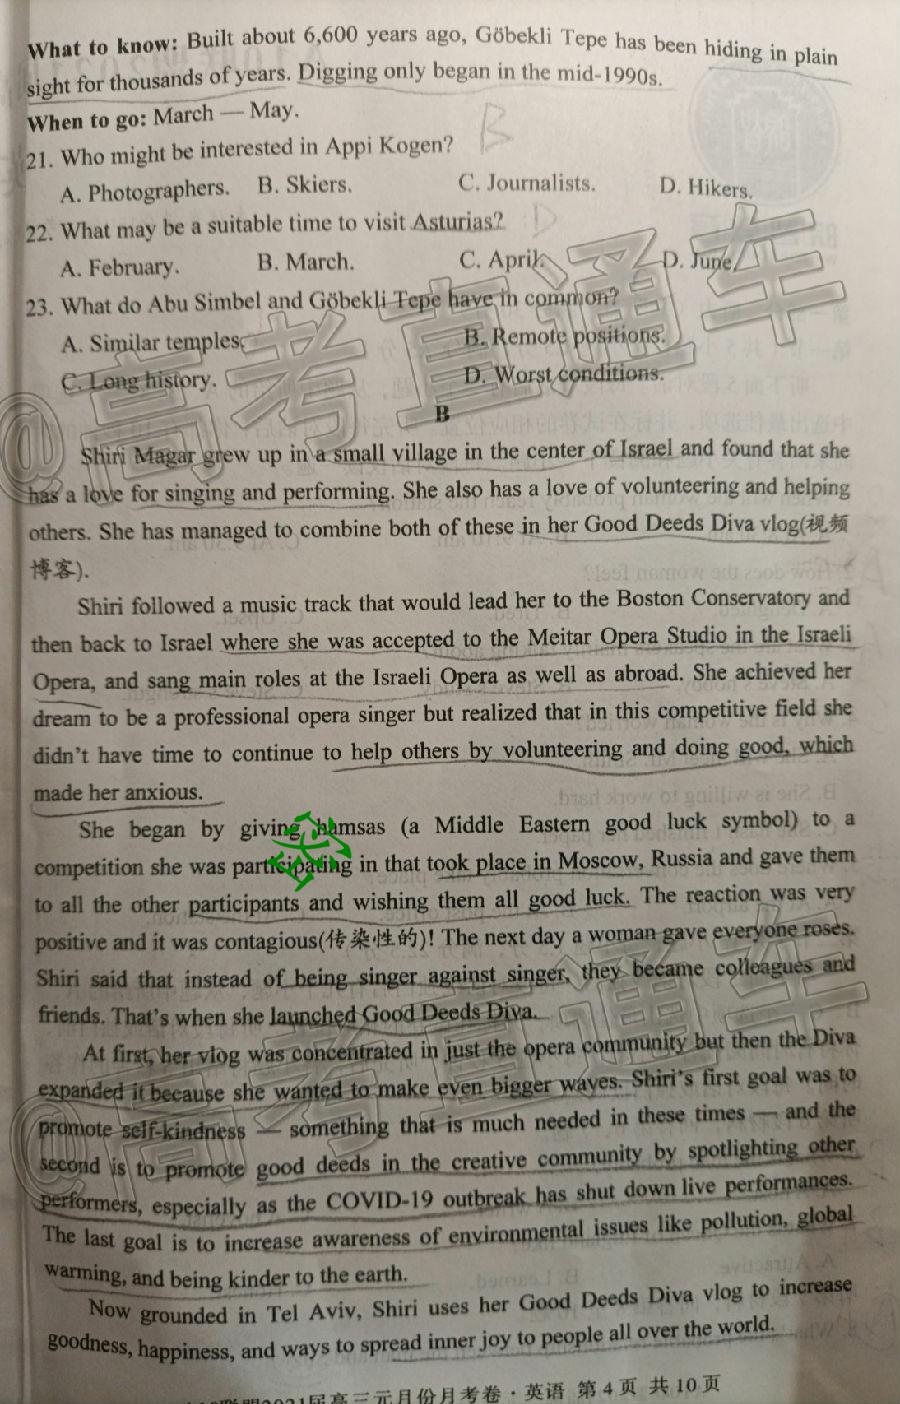 What to know: Built about 6,600 years ago, Göbekli Tepe has been hiding in plain
sight for thousands of years. Digging only began in the mid-1990s.
When to go: March — May.
21. Who might be interested in Appi Kogen? B
A. Photographers. B. Skiers. C. Journalists. D. Hikers.
22. What may be a suitable time to visit Asturias? D
A. February. B. March. C. April. D. June.
23. What do Abu Simbel and Göbekli Tepe have in common?
A. Similar temples. B. Remote positions.
C. Long history. D. Worst conditions.
@高考直通车
B
Shiri Magar grew up in a small village in the center of Israel and found that she
has a love for singing and performing. She also has a love of volunteering and helping
others. She has managed to combine both of these in her Good Deeds Diva vlog(视频
博客).
Shiri followed a music track that would lead her to the Boston Conservatory and
then back to Israel where she was accepted to the Meitar Opera Studio in the Israeli
Opera, and sang main roles at the Israeli Opera as well as abroad. She achieved her
dream to be a professional opera singer but realized that in this competitive field she
didn't have time to continue to help others by volunteering and doing good, which
made her anxious.
She began by giving hamsas (a Middle Eastern good luck symbol) to a
competition she was participating in that took place in Moscow, Russia and gave them
to all the other participants and wishing them all good luck. The reaction was very
positive and it was contagious(传染性的)! The next day a woman gave everyone roses.
Shiri said that instead of being singer against singer, they became colleagues and
friends. That's when she launched Good Deeds Diva.
At first, her vlog was concentrated in just the opera community but then the Diva
expanded it because she wanted to make even bigger waves. Shiri's first goal was to
promote self-kindness — something that is much needed in these times — and the
second is to promote good deeds in the creative community by spotlighting other
performers, especially as the COVID-19 outbreak has shut down live performances.
The last goal is to increase awareness of environmental issues like pollution, global
warming, and being kinder to the earth.
@高考直通车
Now grounded in Tel Aviv, Shiri uses her Good Deeds Diva vlog to increase
goodness, happiness, and ways to spread inner joy to people all over the world.
联盟2021届高三元月份月考卷·英语 第4页 共10页